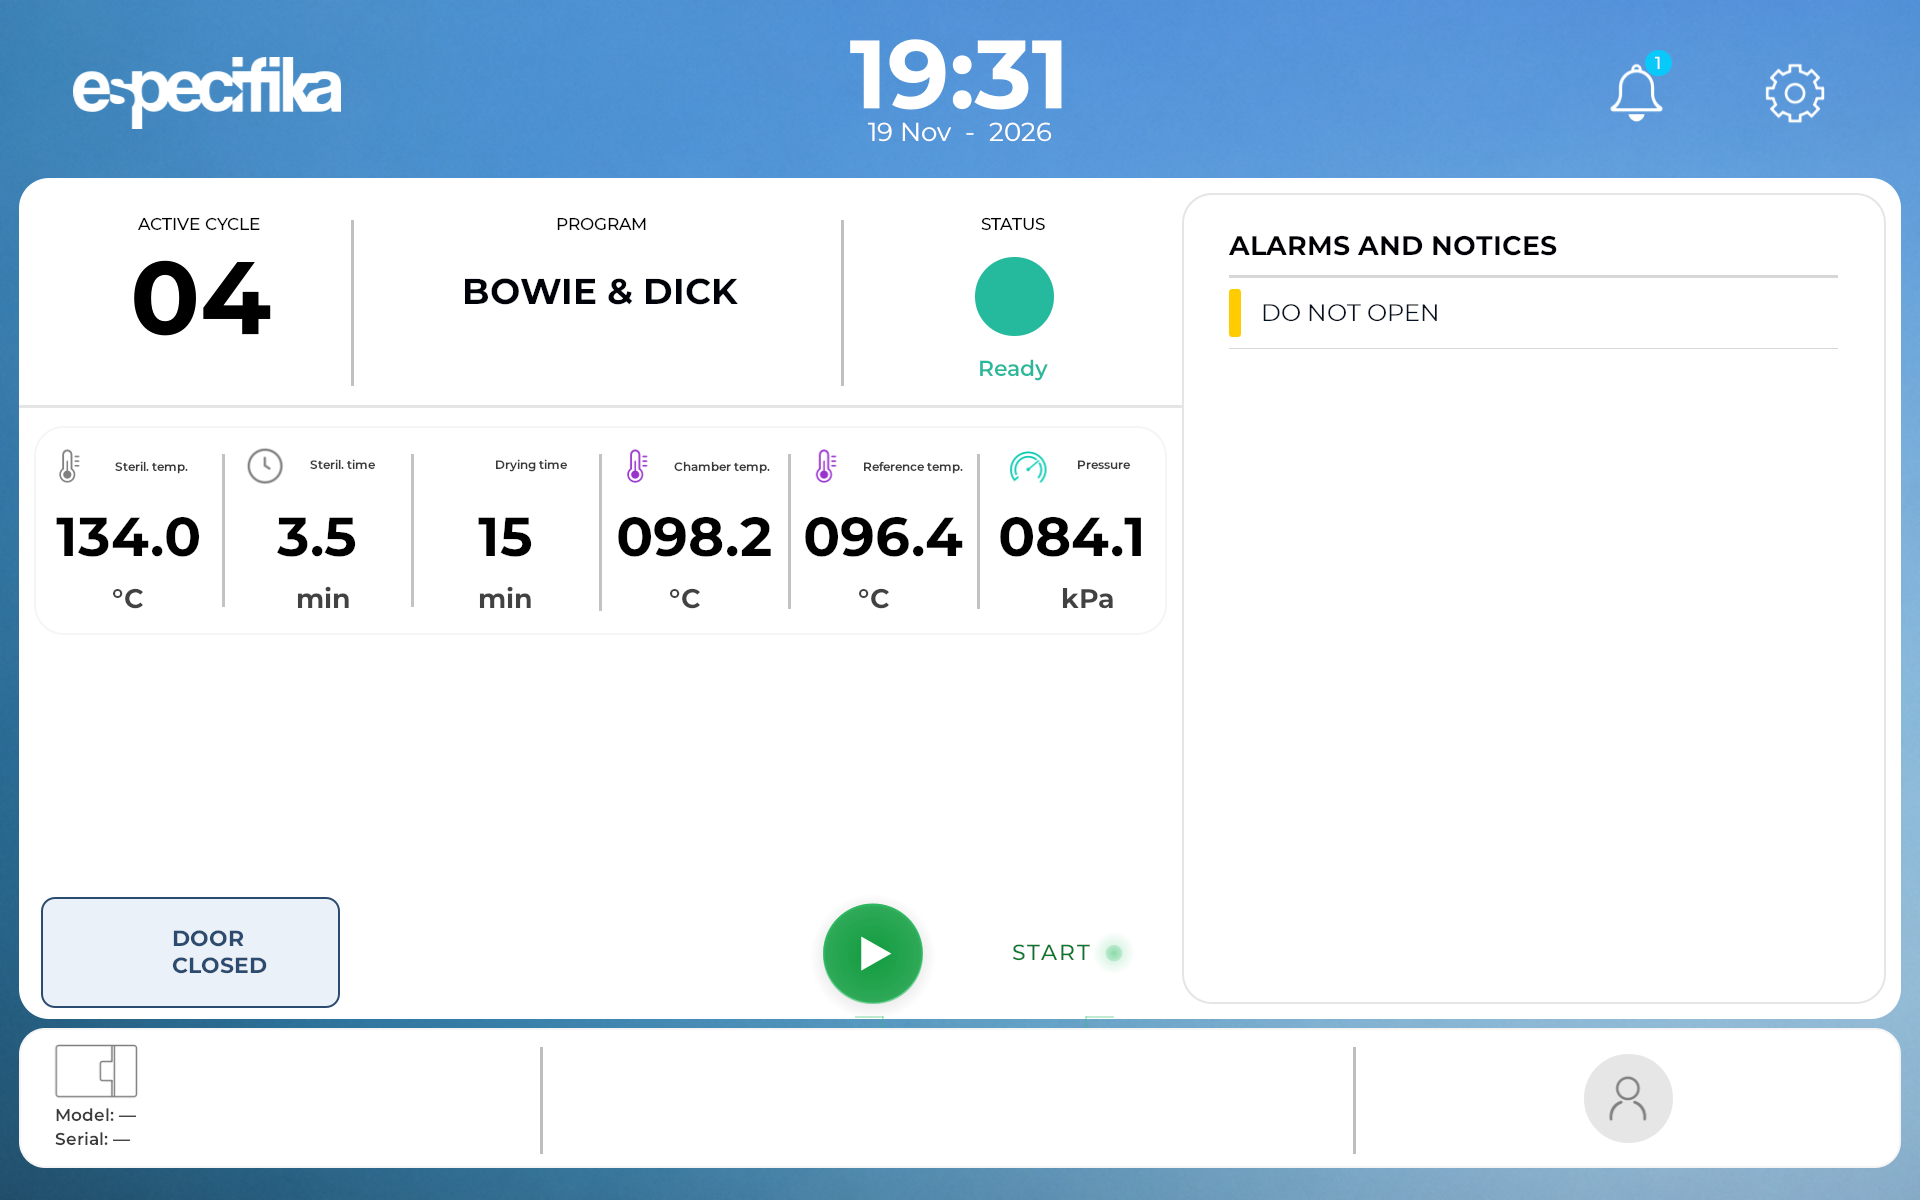 especifika
19:31
19 Nov - 2026
1
ACTIVE CYCLE
04
PROGRAM
BOWIE & DICK
STATUS
Ready
ALARMS AND NOTICES
DO NOT OPEN
Steril. temp.
134.0
°C
Steril. time
3.5
min
Drying time
15
min
Chamber temp.
098.2
°C
Reference temp.
096.4
°C
Pressure
084.1
kPa
DOOR
CLOSED
START
Model: —
Serial: —